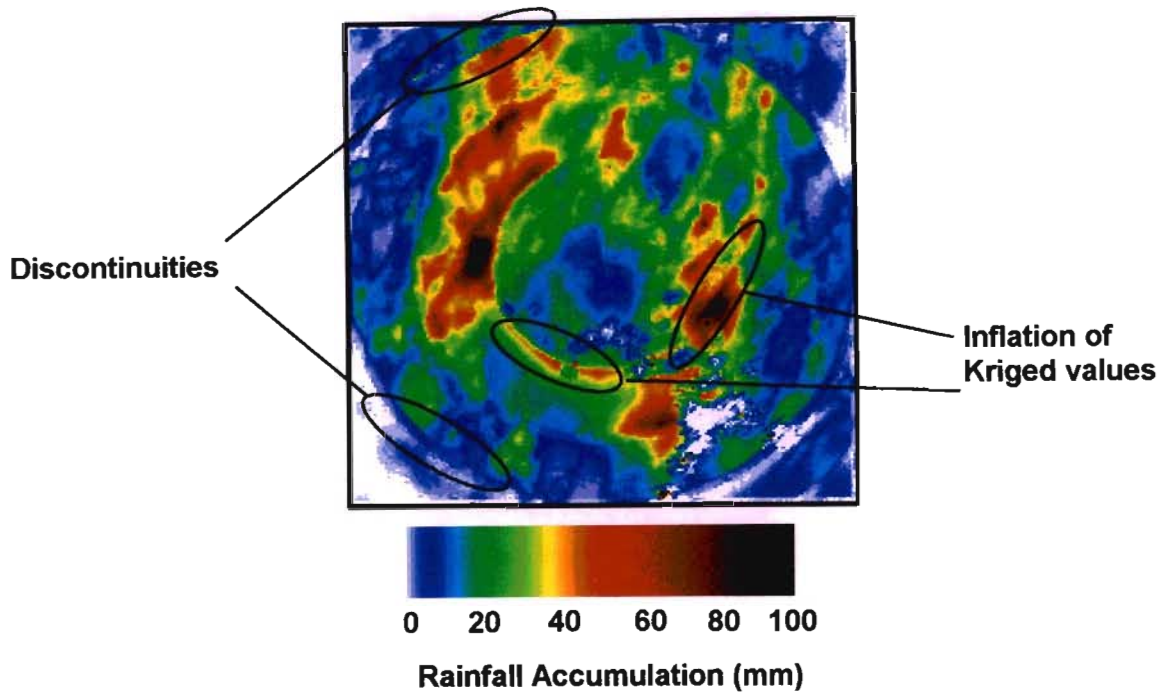 Discontinuities
Inflation of
Kriged values
0 20 40 60 80 100
Rainfall Accumulation (mm)